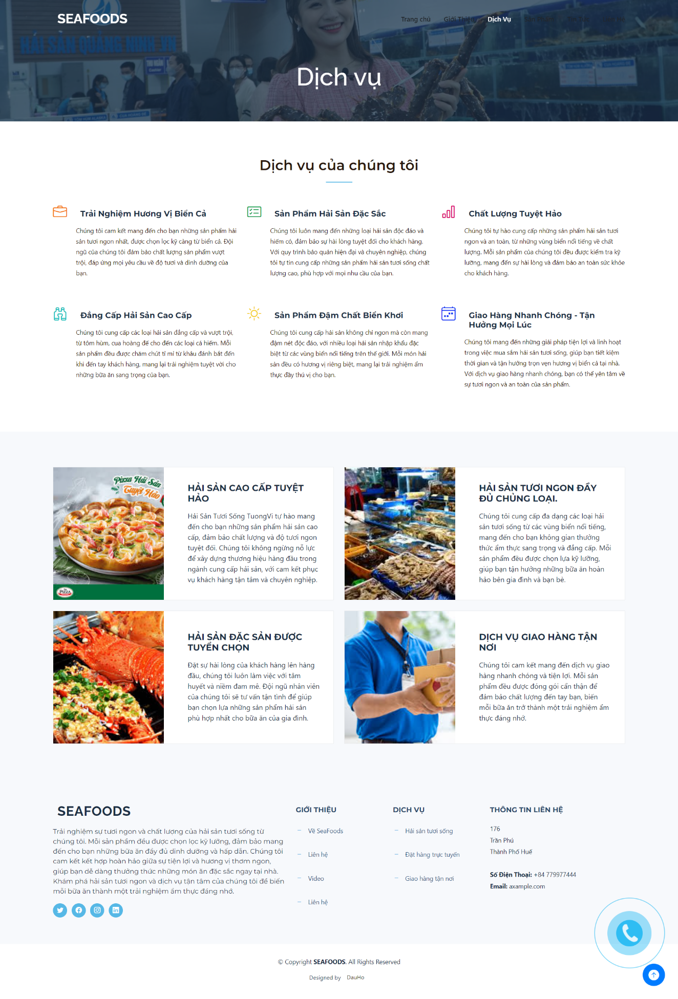 SEAFOODS
Trang chủ
Giới Thiệu
Dịch Vụ
Sản Phẩm
Tin Tức
HẢI SẢN QUẢNG NINH .VN
Dịch vụ
Dịch vụ của chúng tôi
Trải Nghiệm Hương Vị Biển Cả
Chúng tôi cam kết mang đến cho bạn những sản phẩm hải
sản tươi ngon nhất, được chọn lọc kỹ càng từ biển cả. Đội
ngũ của chúng tôi đảm bảo chất lượng sản phẩm vượt
trội, đáp ứng mọi yêu cầu về độ tươi và dinh dưỡng của
bạn.
Sản Phẩm Hải Sản Đặc Sắc
Chúng tôi luôn mang đến những loại hải sản độc đáo và
hiếm có, đảm bảo sự hài lòng tuyệt đối cho khách hàng.
Với quy trình bảo quản hiện đại và chuyên nghiệp, chúng
tôi tự tin cung cấp những sản phẩm hải sản tươi sống chất
lượng cao, phù hợp với mọi nhu cầu của bạn.
Chất Lượng Tuyệt Hảo
Chúng tôi tự hào cung cấp những sản phẩm hải sản tươi
ngon và an toàn, từ những vùng biển nổi tiếng về chất
lượng. Mỗi sản phẩm của chúng tôi đều được kiểm tra kỹ
lưỡng, mang đến sự hài lòng và đảm bảo an toàn sức khỏe
cho khách hàng.
Đẳng Cấp Hải Sản Cao Cấp
Chúng tôi cung cấp các loại hải sản đẳng cấp và vượt trội,
từ tôm hùm, cua hoàng đế cho đến các loại cá hiếm. Mỗi
sản phẩm đều được chăm chút tỉ mỉ từ khâu đánh bắt đến
khi đến tay khách hàng, mang lại trải nghiệm tuyệt vời cho
những bữa ăn sang trọng của bạn.
Sản Phẩm Đậm Chất Biển Khơi
Chúng tôi cung cấp hải sản không chỉ ngon mà còn mang
đậm nét độc đáo, với nhiều loại hải sản nhập khẩu đặc
biệt từ các vùng biển nổi tiếng trên thế giới. Mỗi món hải
sản đều có hương vị riêng biệt, mang lại trải nghiệm ẩm
thực đầy thú vị cho bạn.
Giao Hàng Nhanh Chóng - Tận
Hưởng Mọi Lúc
Chúng tôi mang đến những giải pháp tiện lợi và linh hoạt
trong việc mua sắm hải sản tươi sống, giúp bạn tiết kiệm
thời gian và tận hưởng trọn vẹn hương vị biển cả tại nhà.
Với dịch vụ giao hàng nhanh chóng, bạn có thể yên tâm về
sự tươi ngon và an toàn của sản phẩm.
Pizza Hải Sản
Tuyệt Hảo
PIZZA
HẢI SẢN CAO CẤP TUYỆT
HẢO
Hải Sản Tươi Sống TuongVi tự hào mang
đến cho bạn những sản phẩm hải sản cao
cấp, đảm bảo chất lượng và độ tươi ngon
tuyệt đối. Chúng tôi không ngừng nỗ lực
để xây dựng thương hiệu hàng đầu trong
ngành cung cấp hải sản, với cam kết phục
vụ khách hàng tận tâm và chuyên nghiệp.
HẢI SẢN TƯƠI NGON ĐẦY
ĐỦ CHỦNG LOẠI.
Chúng tôi cung cấp đa dạng các loại hải
sản tươi sống từ các vùng biển nổi tiếng,
mang đến cho bạn không gian thưởng
thức ẩm thực sang trọng và đẳng cấp. Mỗi
sản phẩm đều được chọn lựa kỹ lưỡng,
giúp bạn tận hưởng những bữa ăn hoàn
hảo bên gia đình và bạn bè.
HẢI SẢN ĐẶC SẢN ĐƯỢC
TUYỂN CHỌN
Đặt sự hài lòng của khách hàng lên hàng
đầu, chúng tôi luôn làm việc với tâm
huyết và niềm đam mê. Đội ngũ nhân viên
của chúng tôi sẽ tư vấn tận tình để giúp
bạn chọn lựa những sản phẩm hải sản
phù hợp nhất cho bữa ăn của gia đình.
DỊCH VỤ GIAO HÀNG TẬN
NƠI
Chúng tôi cam kết mang đến dịch vụ giao
hàng nhanh chóng và tiện lợi. Mỗi sản
phẩm đều được đóng gói cẩn thận để
đảm bảo chất lượng đến tay bạn, biến
mỗi bữa ăn trở thành một trải nghiệm ẩm
thực đáng nhớ.
SEAFOODS
Trải nghiệm sự tươi ngon và chất lượng của hải sản tươi sống từ
chúng tôi. Mỗi sản phẩm đều được chọn lọc kỹ lưỡng, đảm bảo mang
đến cho bạn những bữa ăn đầy đủ dinh dưỡng và hấp dẫn. Chúng tôi
cam kết kết hợp hoàn hảo giữa sự tiện lợi và hương vị thơm ngon,
giúp bạn dễ dàng thưởng thức những món ăn đặc sắc ngay tại nhà.
Khám phá hải sản tươi ngon và dịch vụ tận tâm của chúng tôi để biến
mỗi bữa ăn thành một trải nghiệm ẩm thực đáng nhớ.
GIỚI THIỆU
Về SeaFoods
Liên hệ
Video
Liên hệ
DỊCH VỤ
Hải sản tươi sống
Đặt hàng trực tuyến
Giao hàng tận nơi
THÔNG TIN LIÊN HỆ
176
Trần Phú
Thành Phố Huế
Số Điện Thoại: +84 779977444
Email: axample.com
© Copyright SEAFOODS. All Rights Reserved
Designed by DauHo